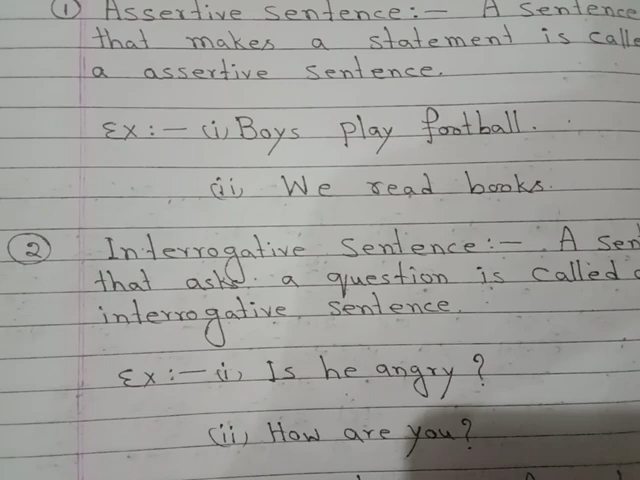 ① Assertive Sentence:— A Sentence
that makes a statement is calle
a assertive sentence.
Ex:— (i) Boys play football.
(ii) We read books.
② Interrogative Sentence:— A Sen
that asks a question is called a
interrogative sentence.
Ex:— (i) Is he angry?
(ii) How are you?